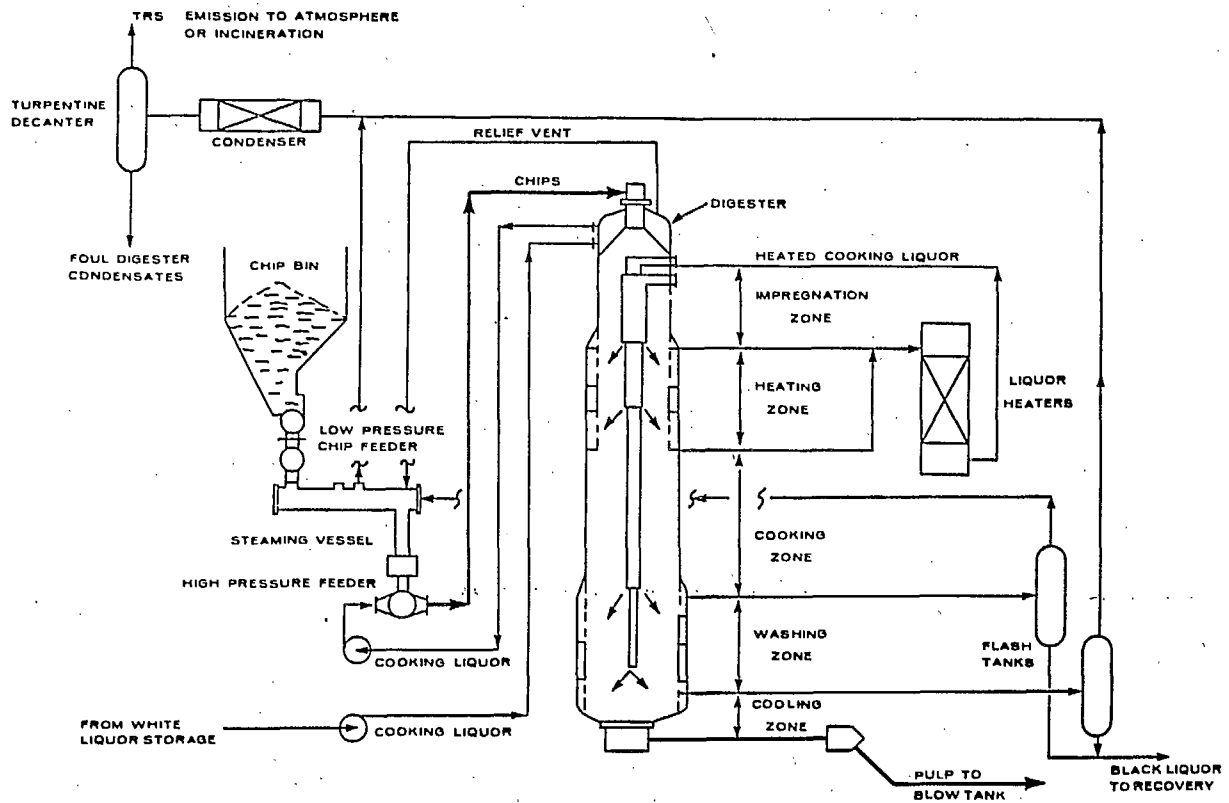 TRS EMISSION TO ATMOSPHERE
OR INCINERATION
TURPENTINE
DECANTER
CONDENSER
RELIEF VENT
CHIPS
DIGESTER
FOUL DIGESTER
CONDENSATES
CHIP BIN
HEATED COOKING LIQUOR
IMPREGNATION
ZONE
HEATING
ZONE
LIQUOR
HEATERS
LOW PRESSURE
CHIP FEEDER
STEAMING VESSEL
COOKING
ZONE
HIGH PRESSURE FEEDER
WASHING
ZONE
FLASH
TANKS
COOKING LIQUOR
COOLING
ZONE
FROM WHITE
LIQUOR STORAGE
COOKING LIQUOR
PULP TO
BLOW TANK
BLACK LIQUOR
TO RECOVERY